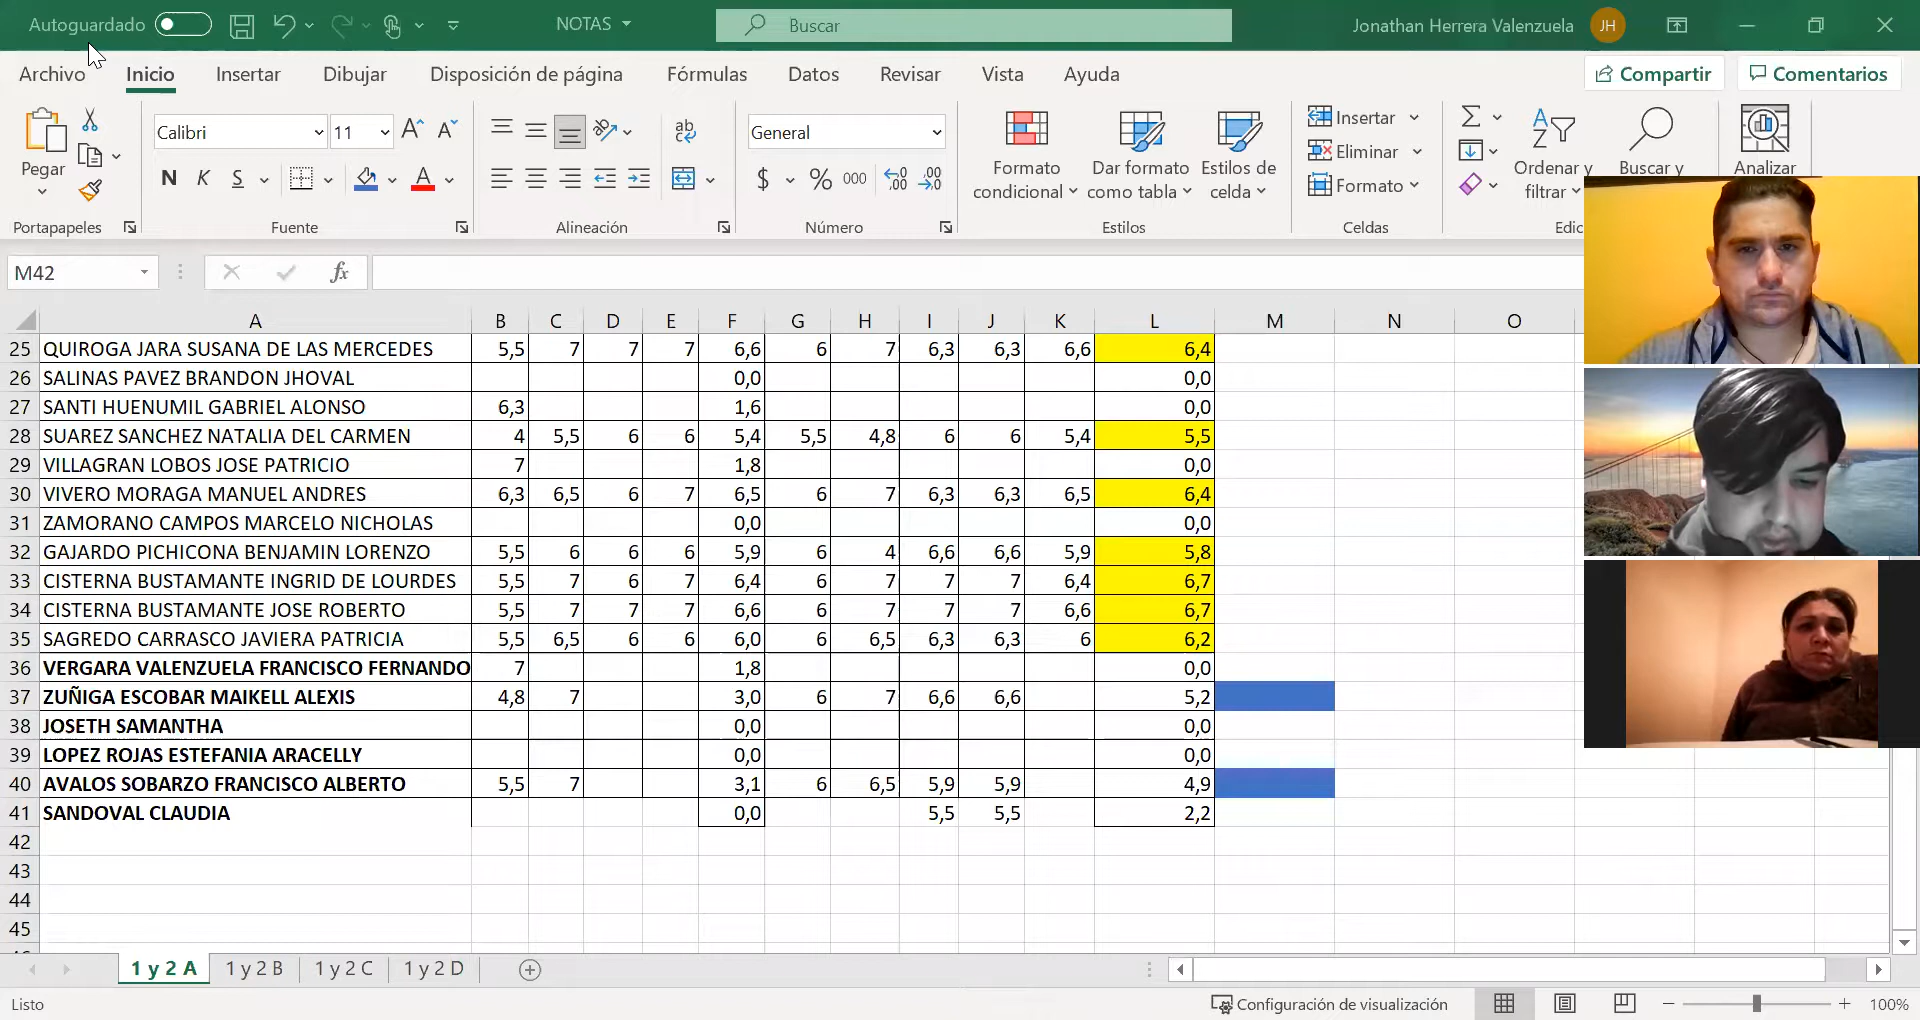 Autoguardado NOTAS Buscar Jonathan Herrera Valenzuela JH
Archivo Inicio Insertar Dibujar Disposición de página Fórmulas Datos Revisar Vista Ayuda Compartir Comentarios
Calibri 11 General Insertar
Pegar N K S $ % 000 Formato condicional Dar formato como tabla Estilos de celda Eliminar Formato Ordenar y filtrar Buscar y Analizar
Portapapeles Fuente Alineación Número Estilos Celdas Edic
M42 fx
A B C D E F G H I J K L M N O
25 QUIROGA JARA SUSANA DE LAS MERCEDES 5,5 7 7 7 6,6 6 7 6,3 6,3 6,6 6,4
26 SALINAS PAVEZ BRANDON JHOVAL 0,0 0,0
27 SANTI HUENUMIL GABRIEL ALONSO 6,3 1,6 0,0
28 SUAREZ SANCHEZ NATALIA DEL CARMEN 4 5,5 6 6 5,4 5,5 4,8 6 6 5,4 5,5
29 VILLAGRAN LOBOS JOSE PATRICIO 7 1,8 0,0
30 VIVERO MORAGA MANUEL ANDRES 6,3 6,5 6 7 6,5 6 7 6,3 6,3 6,5 6,4
31 ZAMORANO CAMPOS MARCELO NICHOLAS 0,0 0,0
32 GAJARDO PICHICONA BENJAMIN LORENZO 5,5 6 6 6 5,9 6 4 6,6 6,6 5,9 5,8
33 CISTERNA BUSTAMANTE INGRID DE LOURDES 5,5 7 6 7 6,4 6 7 7 7 6,4 6,7
34 CISTERNA BUSTAMANTE JOSE ROBERTO 5,5 7 7 7 6,6 6 7 7 7 6,6 6,7
35 SAGREDO CARRASCO JAVIERA PATRICIA 5,5 6,5 6 6 6,0 6 6,5 6,3 6,3 6 6,2
36 VERGARA VALENZUELA FRANCISCO FERNANDO 7 1,8 0,0
37 ZUÑIGA ESCOBAR MAIKELL ALEXIS 4,8 7 3,0 6 7 6,6 6,6 5,2
38 JOSETH SAMANTHA 0,0 0,0
39 LOPEZ ROJAS ESTEFANIA ARACELLY 0,0 0,0
40 AVALOS SOBARZO FRANCISCO ALBERTO 5,5 7 3,1 6 6,5 5,9 5,9 4,9
41 SANDOVAL CLAUDIA 0,0 5,5 5,5 2,2
42
43
44
45
1 y 2 A 1 y 2 B 1 y 2 C 1 y 2 D
Listo Configuración de visualización 100%